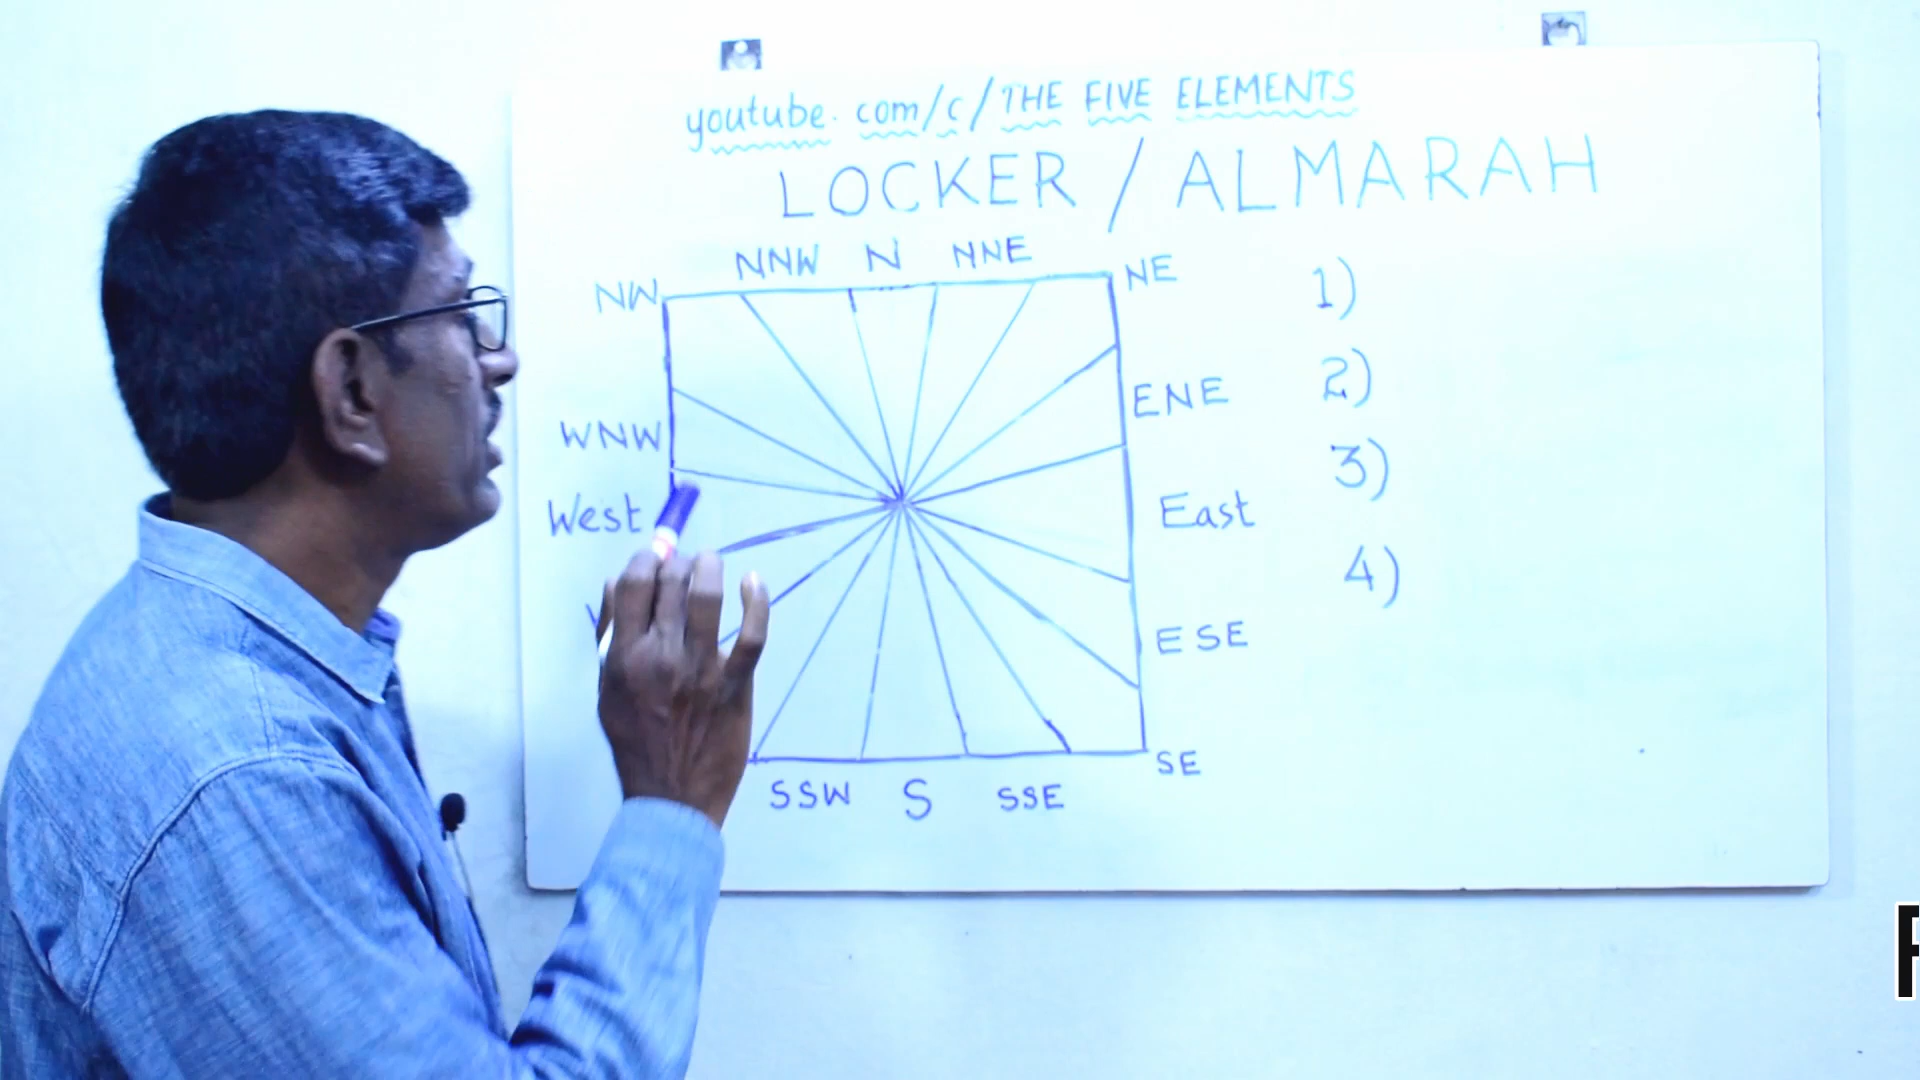 youtube.com/c/THE FIVE ELEMENTS
LOCKER / ALMARAH
NNW N NNE
NW NE
1)
ENE
2)
WNW
3)
West East
4)
ESE
SE
SSW S SSE